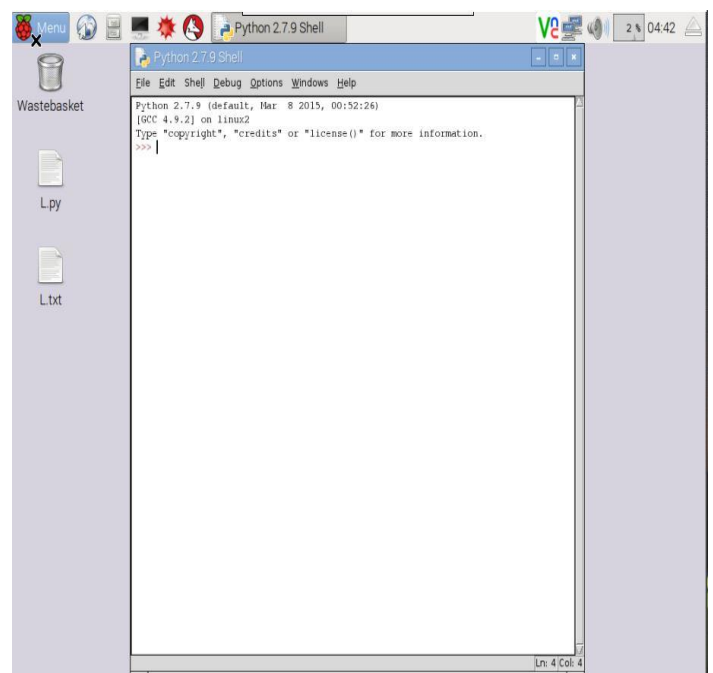 Menu
Python 2.7.9 Shell
V2
2 %
04:42
Python 2.7.9 Shell
File Edit Shell Debug Options Windows Help
Python 2.7.9 (default, Mar 8 2015, 00:52:26)
[GCC 4.9.2] on linux2
Type "copyright", "credits" or "license()" for more information.
>>>
Wastebasket
L.py
L.txt
Ln: 4 Col: 4